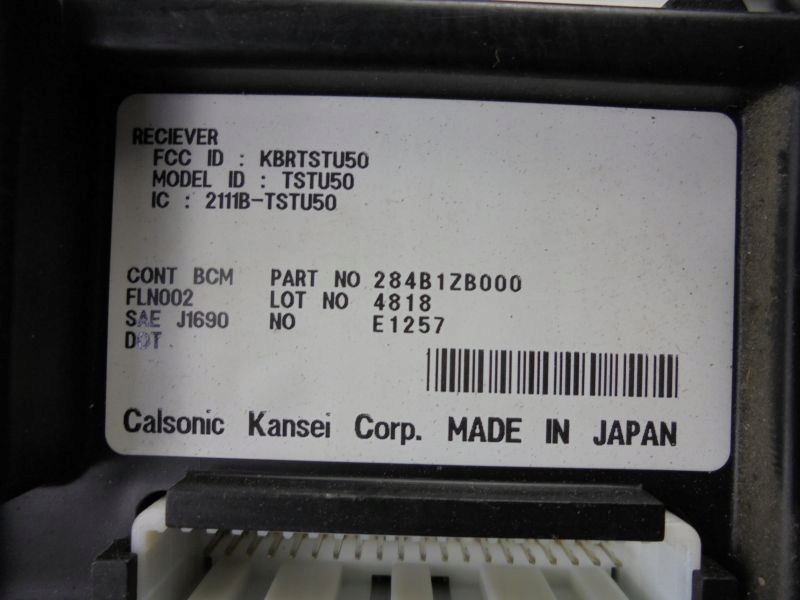 RECIEVER
FCC ID : KBRTSTU50
MODEL ID : TSTU50
IC : 2111B-TSTU50
CONT BCM PART NO 284B1ZB000
FLN002 LOT NO 4818
SAE J1690 NO E1257
DOT
Calsonic Kansei Corp. MADE IN JAPAN